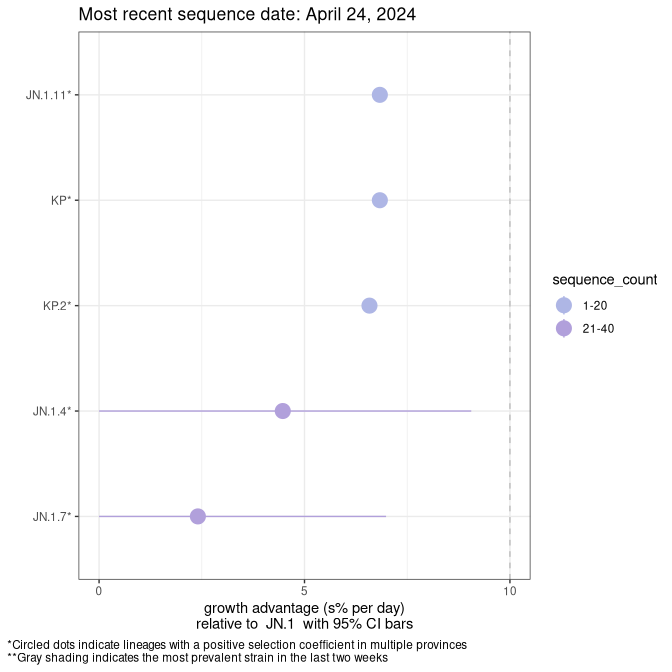 Most recent sequence date: April 24, 2024
JN.1.11*
KP*
KP.2*
JN.1.4*
JN.1.7*
0 5 10
growth advantage (s% per day)
relative to JN.1 with 95% CI bars
sequence_count
1-20
21-40
*Circled dots indicate lineages with a positive selection coefficient in multiple provinces
**Gray shading indicates the most prevalent strain in the last two weeks